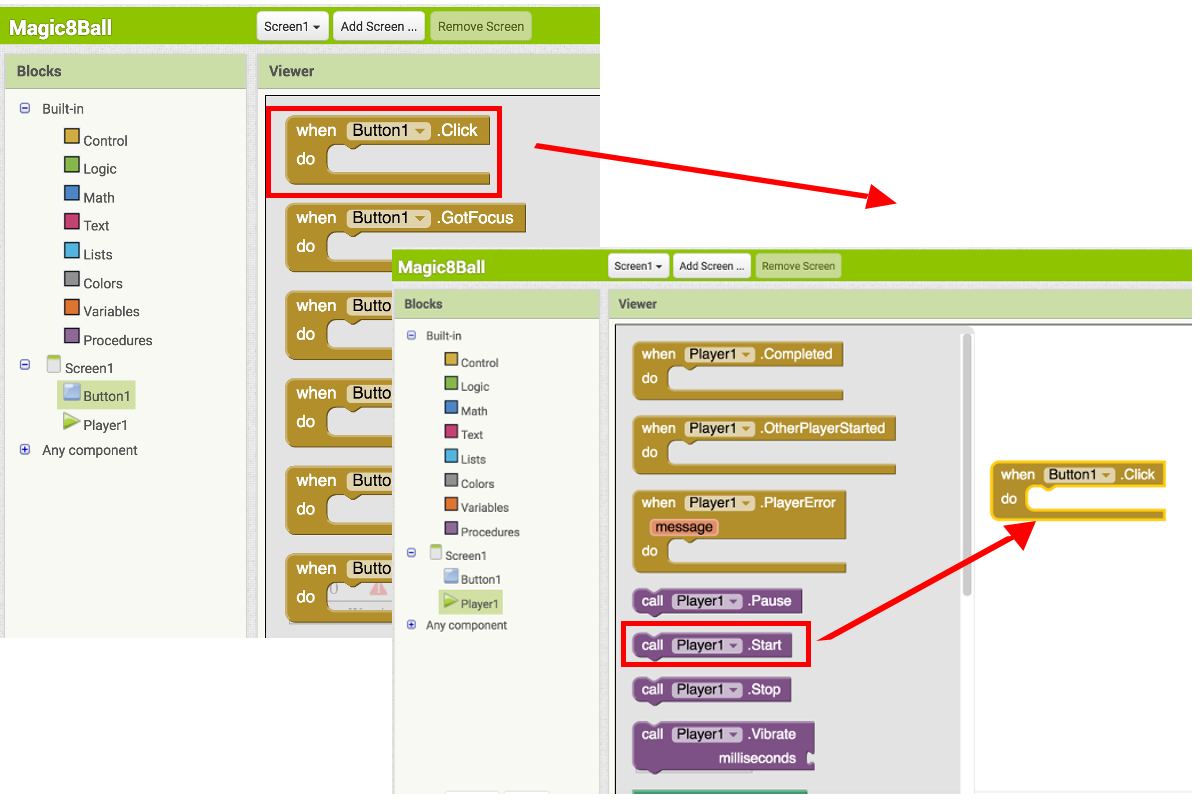 Magic8Ball
Screen1 Add Screen ... Remove Screen
Blocks
Viewer
Built-in
Control
Logic
Math
Text
Lists
Colors
Variables
Procedures
Screen1
Button1
Player1
Any component
when Button1 .Click
do
when Button1 .GotFocus
do
when Butto
do
when Butto
do
when Butto
do
when Butto
do
0
Magic8Ball
Screen1 Add Screen ... Remove Screen
Blocks
Viewer
Built-in
Control
Logic
Math
Text
Lists
Colors
Variables
Procedures
Screen1
Button1
Player1
Any component
when Player1 .Completed
do
when Player1 .OtherPlayerStarted
do
when Player1 .PlayerError
message
do
call Player1 .Pause
call Player1 .Start
call Player1 .Stop
call Player1 .Vibrate
milliseconds
when Button1 .Click
do